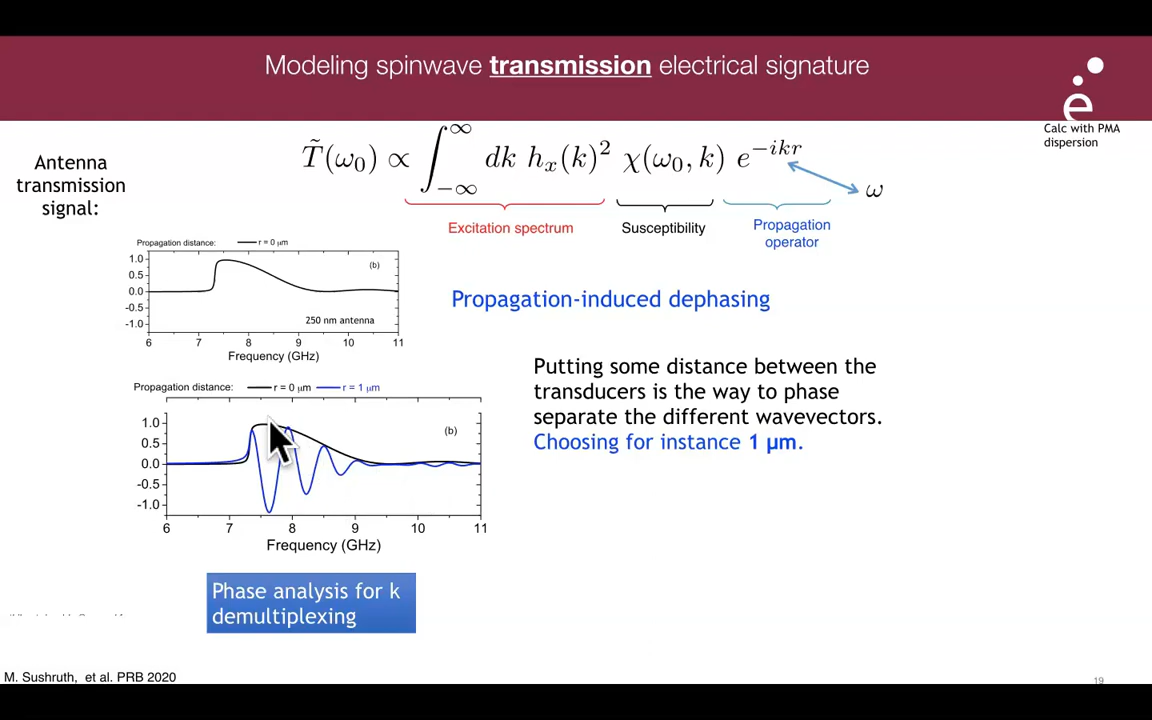 Modeling spinwave transmission electrical signature
Calc with PMA
dispersion
Antenna
transmission
signal:
T̃(ω₀) ∝ ∫_{-∞}^{∞} dk hₓ(k)² χ(ω₀, k) e^{-ikr}
ω
Excitation spectrum
Susceptibility
Propagation
operator
Propagation distance: r = 0 µm
1.0
0.5
0.0
-0.5
-1.0
(b)
250 nm antenna
6 7 8 9 10 11
Frequency (GHz)
Propagation-induced dephasing
Putting some distance between the
transducers is the way to phase
separate the different wavevectors.
Choosing for instance 1 µm.
Propagation distance: r = 0 µm r = 1 µm
1.0
0.5
0.0
-0.5
-1.0
(b)
6 7 8 9 10 11
Frequency (GHz)
Phase analysis for k
demultiplexing
M. Sushruth, et al. PRB 2020
19